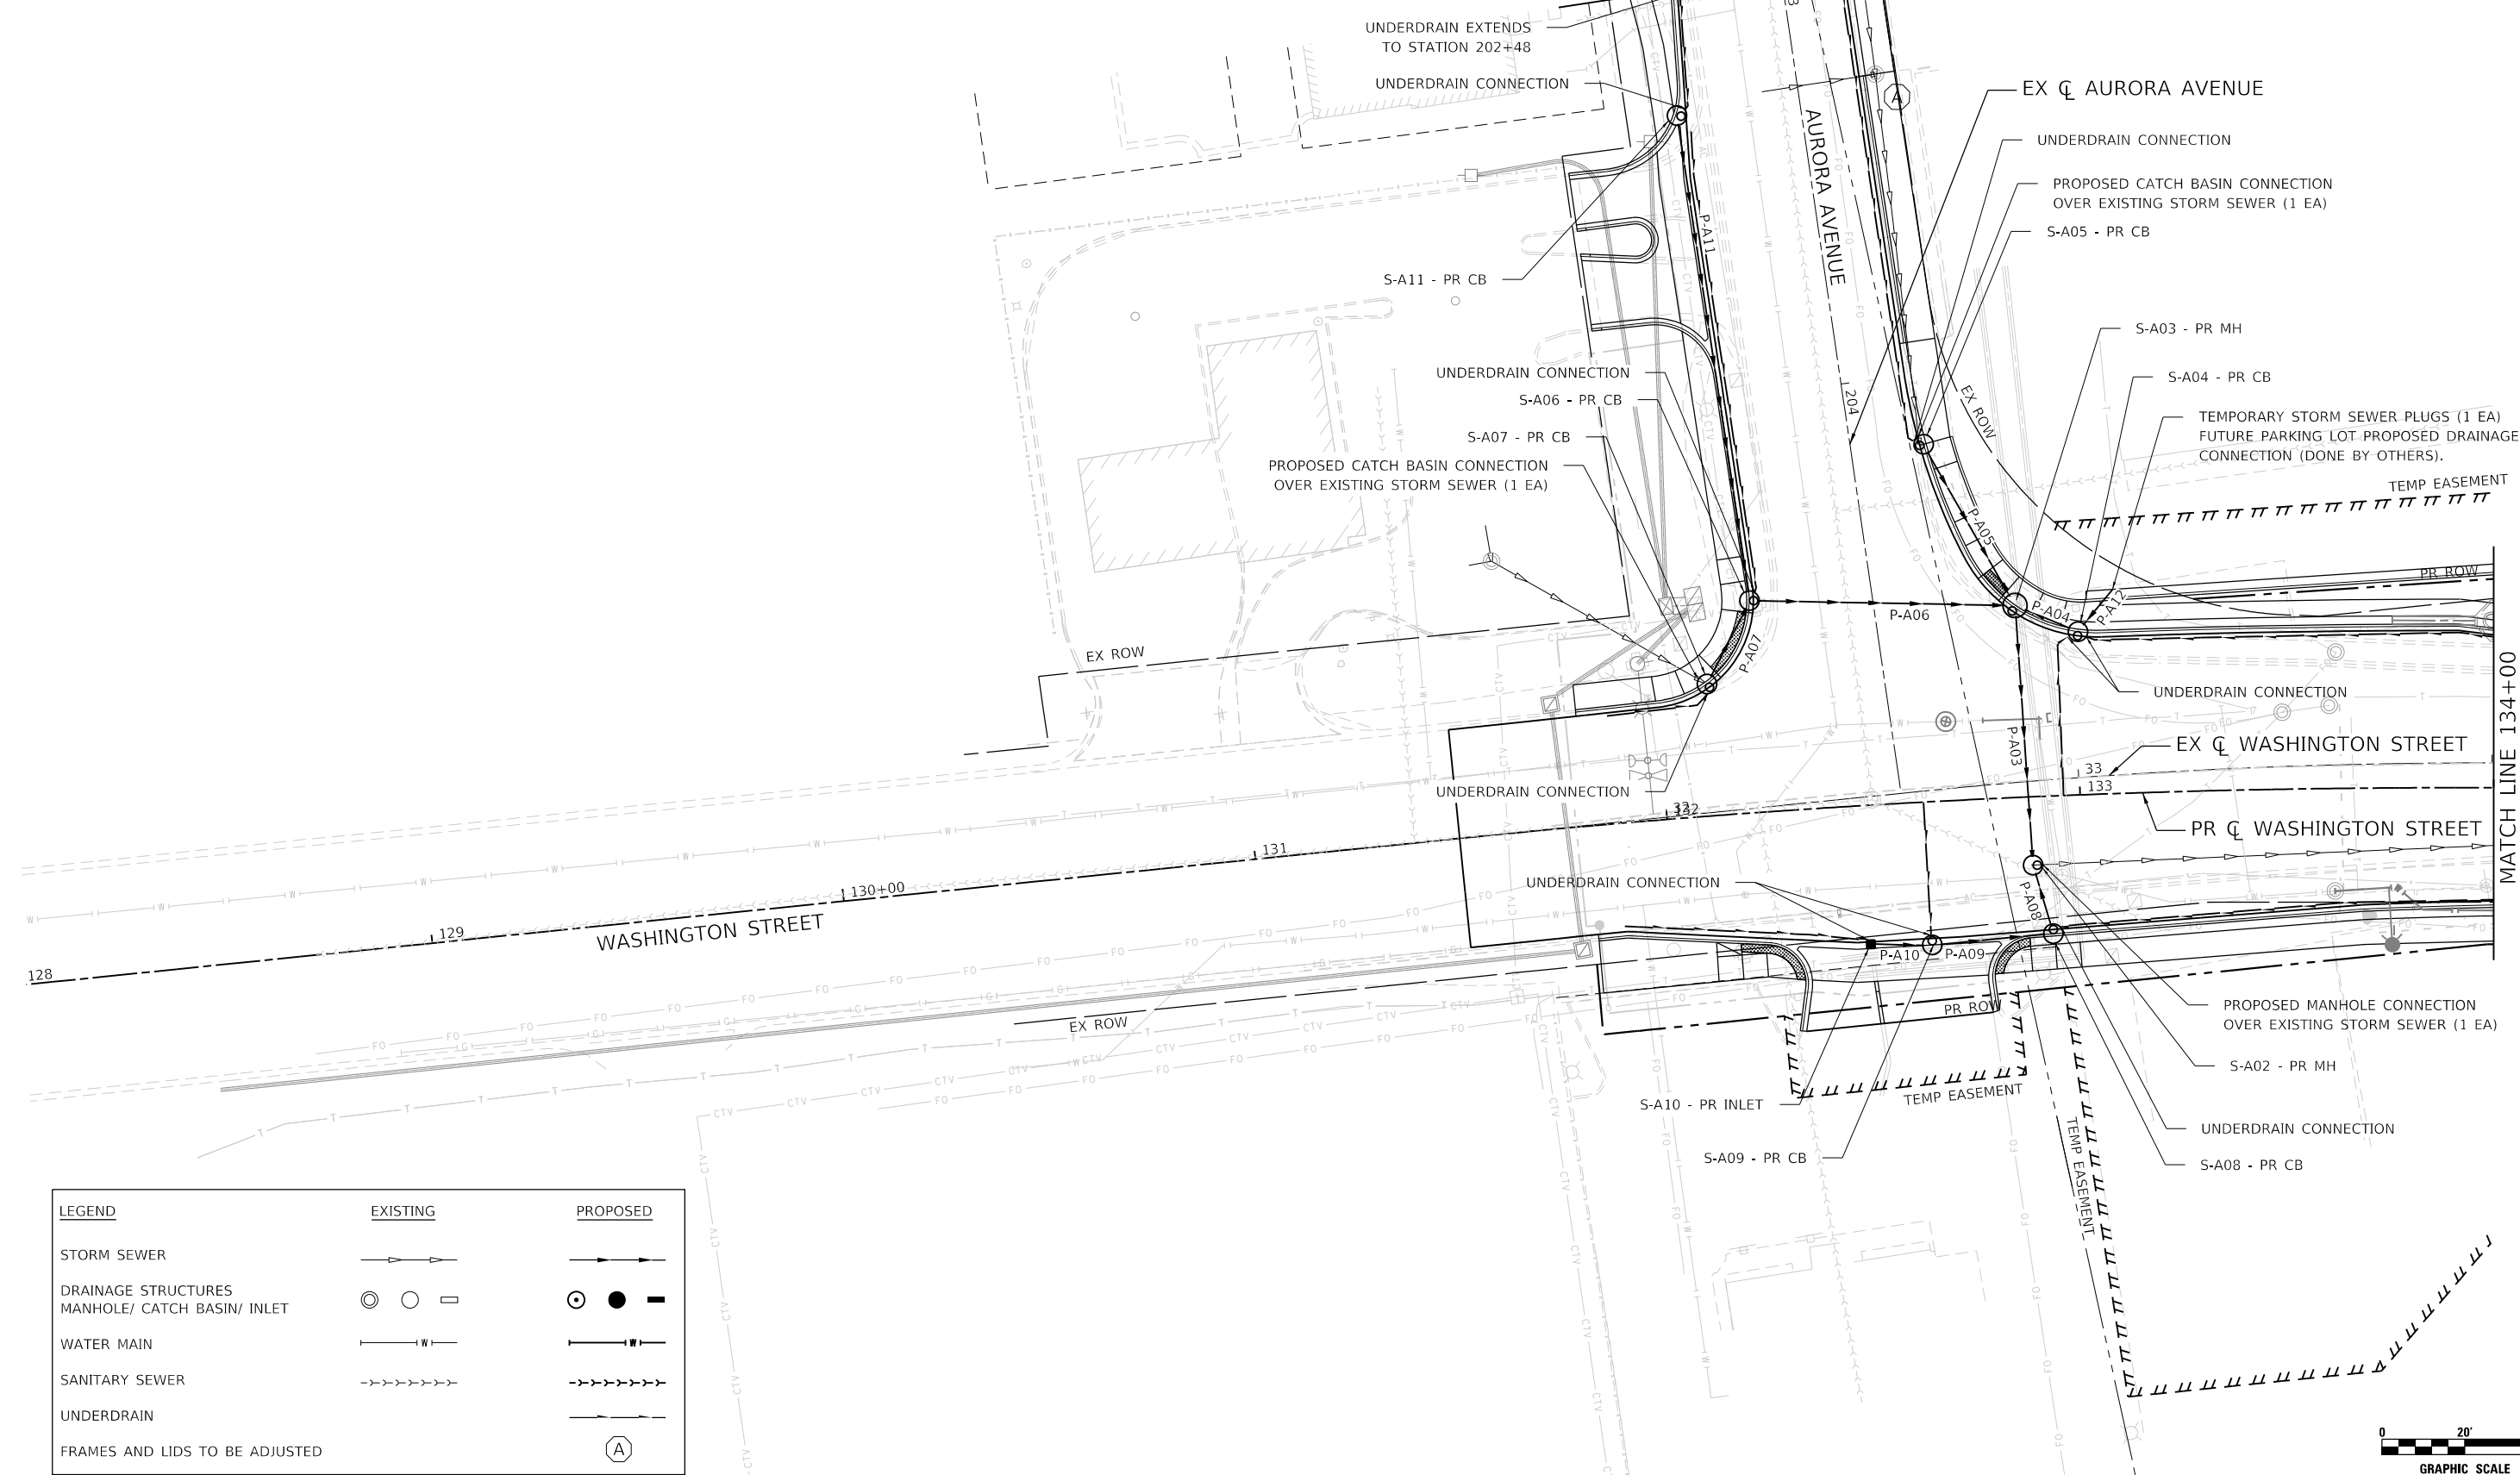 UNDERDRAIN EXTENDS
TO STATION 202+48
UNDERDRAIN CONNECTION
S-A11 - PR CB
P-A11
AURORA AVENUE
A
EX ℄ AURORA AVENUE
UNDERDRAIN CONNECTION
PROPOSED CATCH BASIN CONNECTION
OVER EXISTING STORM SEWER (1 EA)
S-A05 - PR CB
S-A03 - PR MH
S-A04 - PR CB
TEMPORARY STORM SEWER PLUGS (1 EA)
FUTURE PARKING LOT PROPOSED DRAINAGE
CONNECTION (DONE BY OTHERS).
TEMP EASEMENT
204
EX ROW
UNDERDRAIN CONNECTION
S-A06 - PR CB
S-A07 - PR CB
PROPOSED CATCH BASIN CONNECTION
OVER EXISTING STORM SEWER (1 EA)
P-A05
PR ROW
P-A06
P-A04
P-A12
P-A07
EX ROW
UNDERDRAIN CONNECTION
P-A03
EX ℄ WASHINGTON STREET
33
133
UNDERDRAIN CONNECTION
132
PR ℄ WASHINGTON STREET
MATCH LINE 134+00
131
130+00
129
128
WASHINGTON STREET
UNDERDRAIN CONNECTION
P-A08
P-A10
P-A09
PR ROW
EX ROW
PROPOSED MANHOLE CONNECTION
OVER EXISTING STORM SEWER (1 EA)
S-A02 - PR MH
TEMP EASEMENT
S-A10 - PR INLET
S-A09 - PR CB
UNDERDRAIN CONNECTION
S-A08 - PR CB
TEMP EASEMENT
LEGEND EXISTING PROPOSED
STORM SEWER
DRAINAGE STRUCTURES
MANHOLE/ CATCH BASIN/ INLET
WATER MAIN W W
SANITARY SEWER
UNDERDRAIN
FRAMES AND LIDS TO BE ADJUSTED A
0 20'
GRAPHIC SCALE